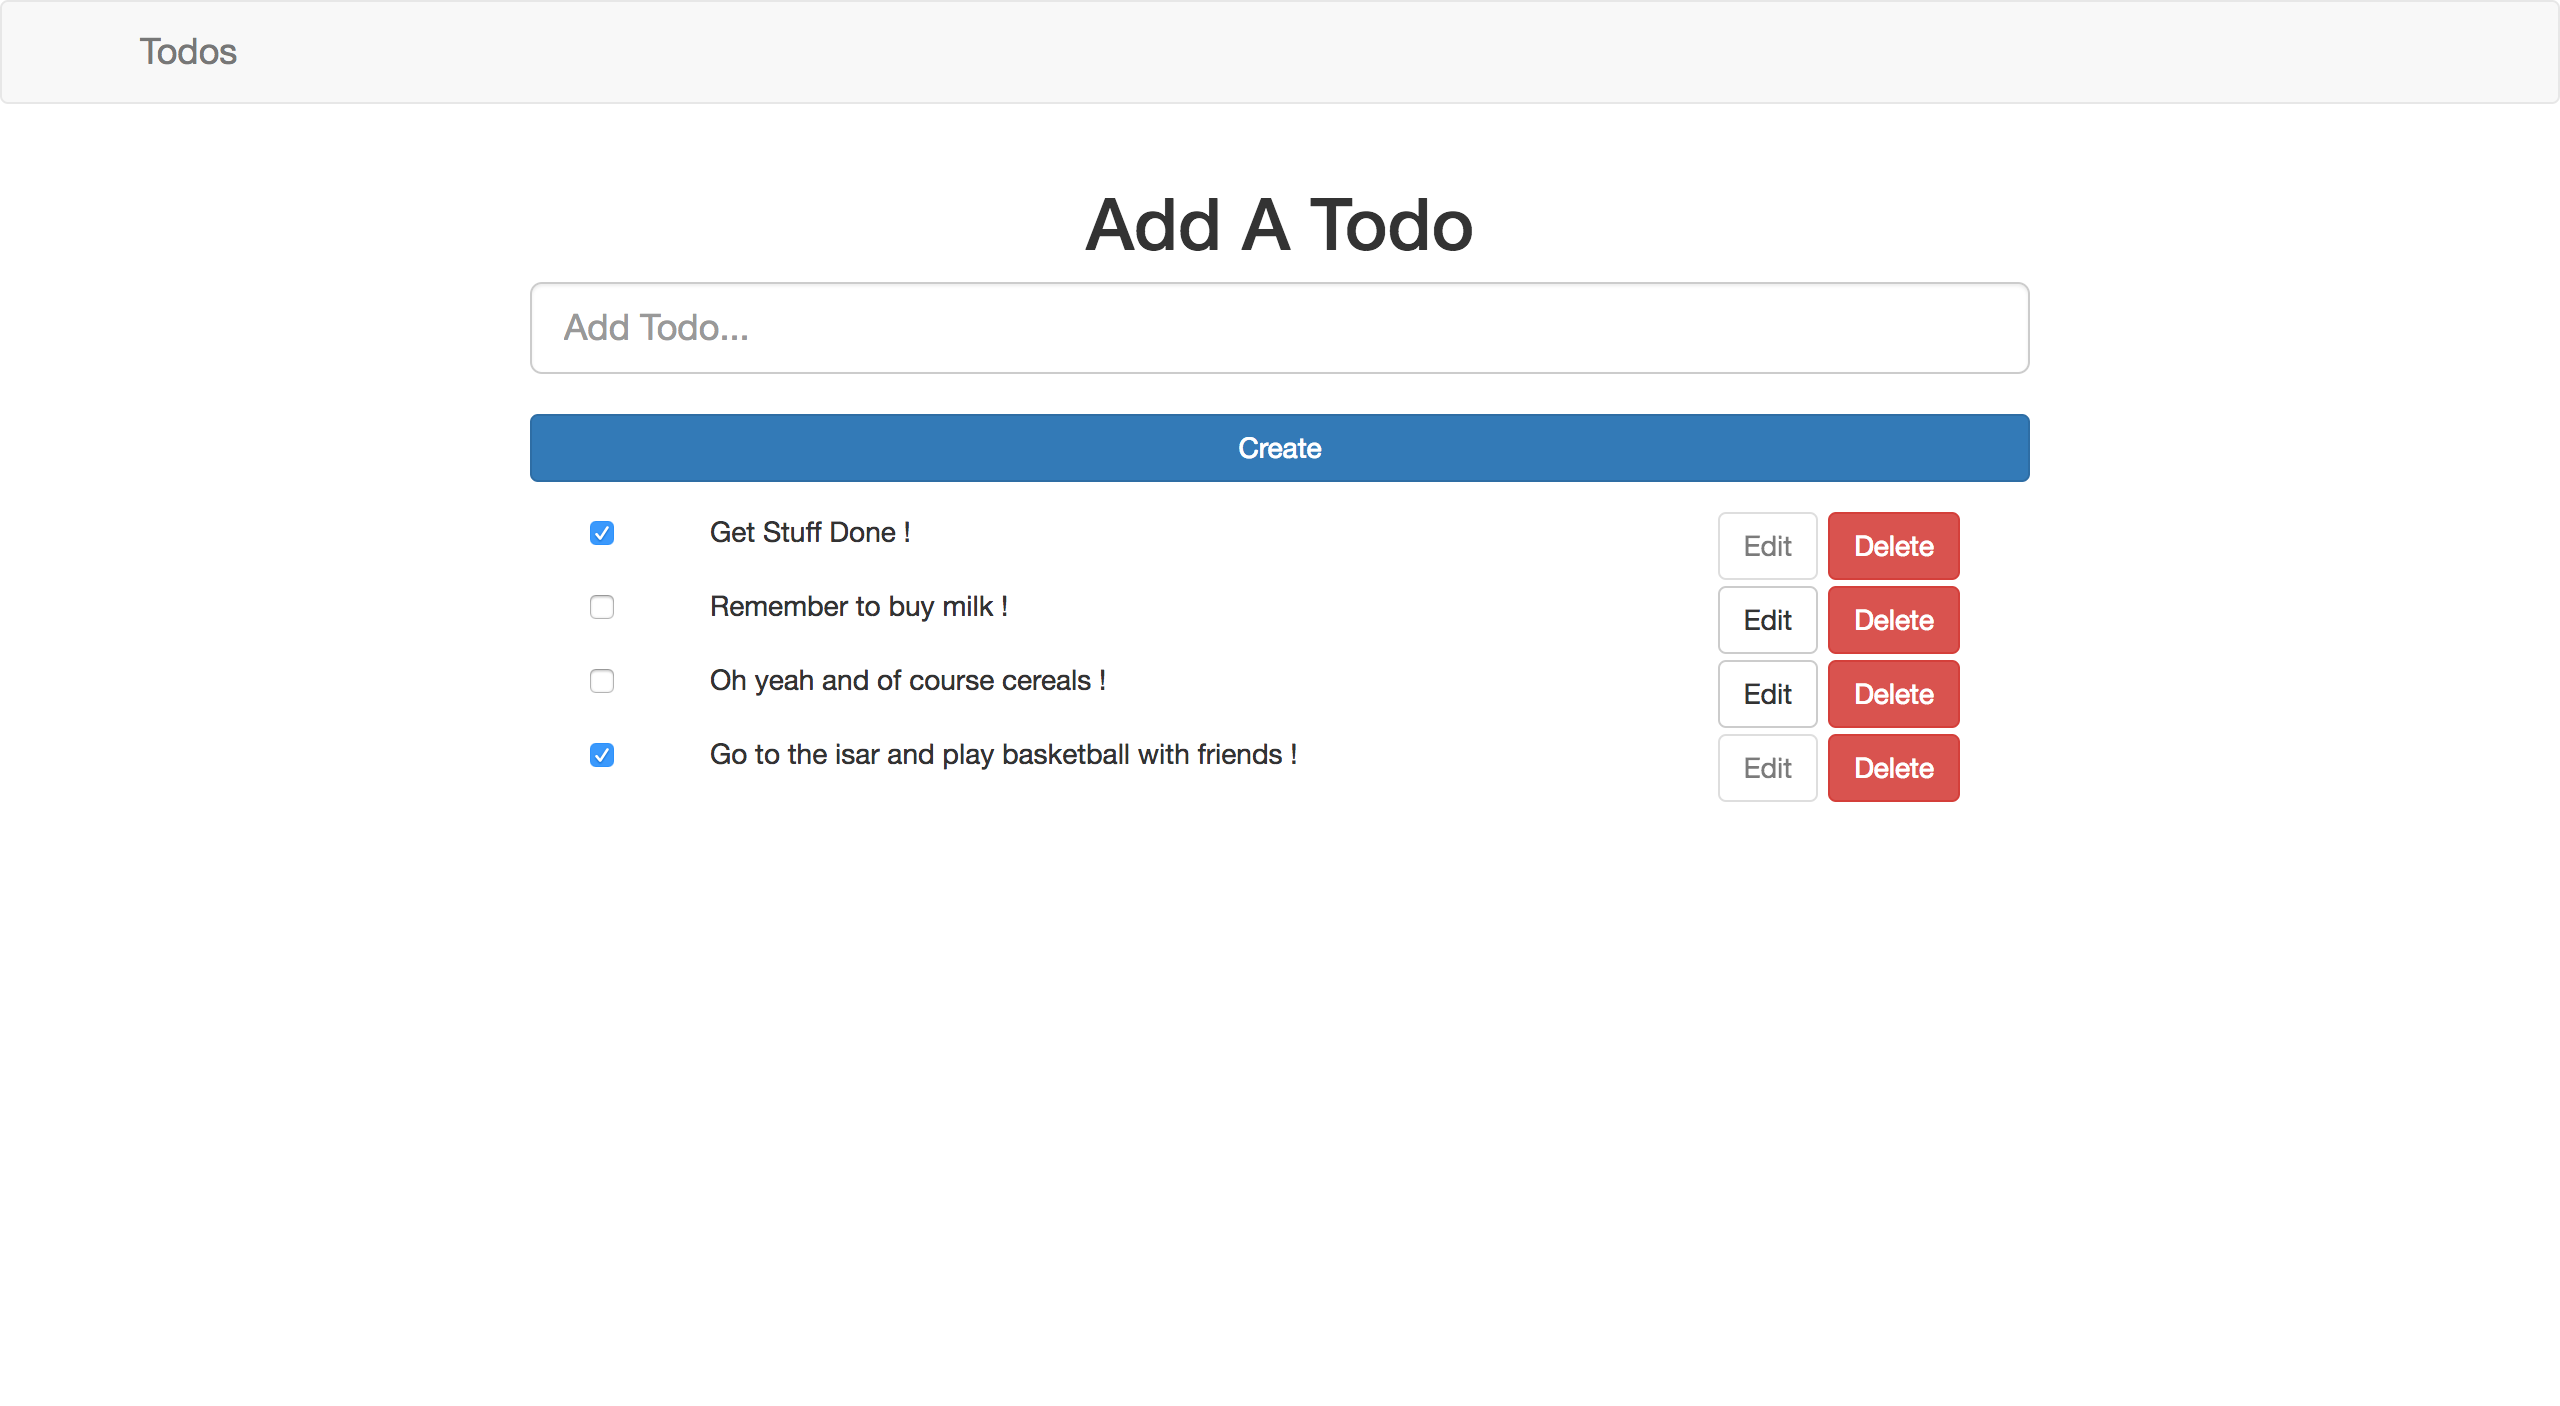 Todos
Add A Todo
Add Todo...
Create
Get Stuff Done ! Edit Delete
Remember to buy milk ! Edit Delete
Oh yeah and of course cereals ! Edit Delete
Go to the isar and play basketball with friends ! Edit Delete